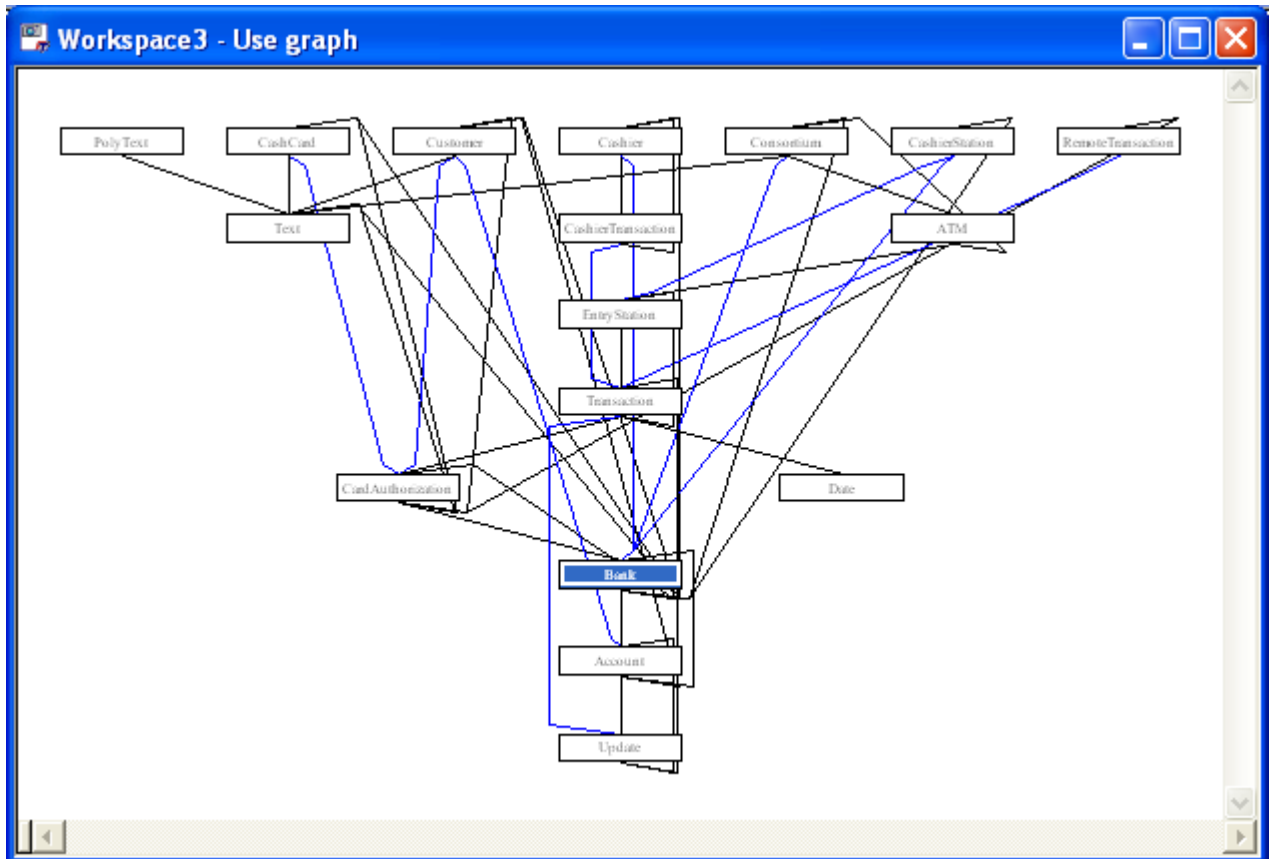 Workspace3 - Use graph
PolyText CashCard Customer Cashier Consortium CashierStation RemoteTransaction
Text CashierTransaction ATM
EntryStation
Transaction
CardAuthorization Date
Bank
Account
Update